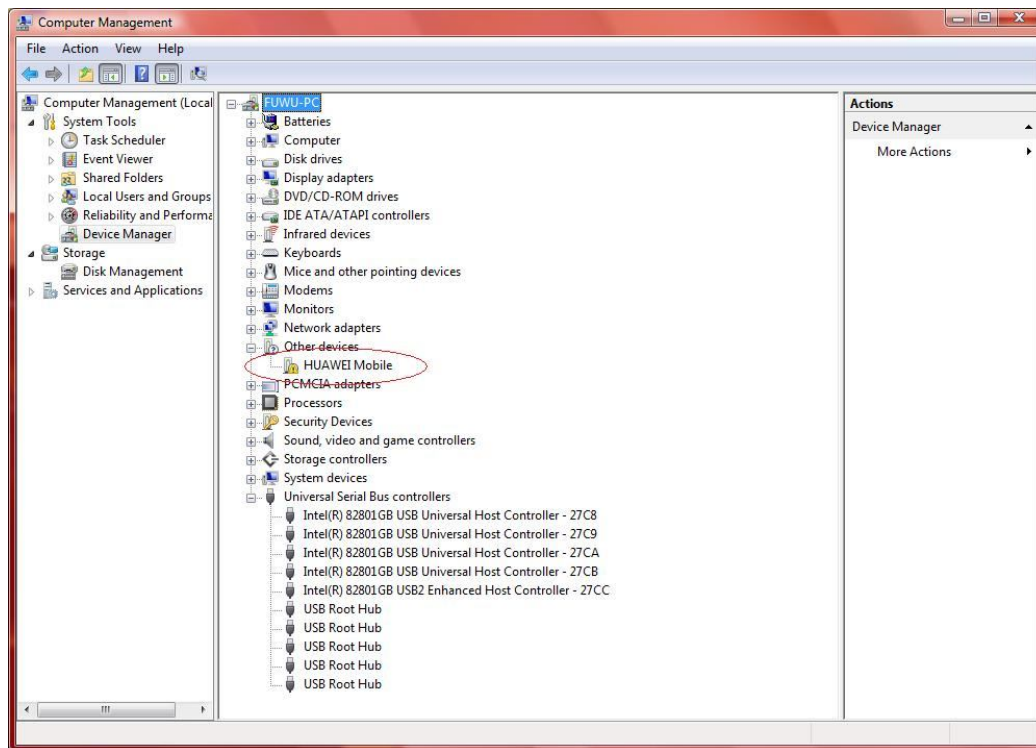 Computer Management
File Action View Help
Computer Management (Local
System Tools
Task Scheduler
Event Viewer
Shared Folders
Local Users and Groups
Reliability and Performa
Device Manager
Storage
Disk Management
Services and Applications
FUWU-PC
Batteries
Computer
Disk drives
Display adapters
DVD/CD-ROM drives
IDE ATA/ATAPI controllers
Infrared devices
Keyboards
Mice and other pointing devices
Modems
Monitors
Network adapters
Other devices
HUAWEI Mobile
PCMCIA adapters
Processors
Security Devices
Sound, video and game controllers
Storage controllers
System devices
Universal Serial Bus controllers
Intel(R) 82801GB USB Universal Host Controller - 27C8
Intel(R) 82801GB USB Universal Host Controller - 27C9
Intel(R) 82801GB USB Universal Host Controller - 27CA
Intel(R) 82801GB USB Universal Host Controller - 27CB
Intel(R) 82801GB USB2 Enhanced Host Controller - 27CC
USB Root Hub
USB Root Hub
USB Root Hub
USB Root Hub
USB Root Hub
Actions
Device Manager
More Actions